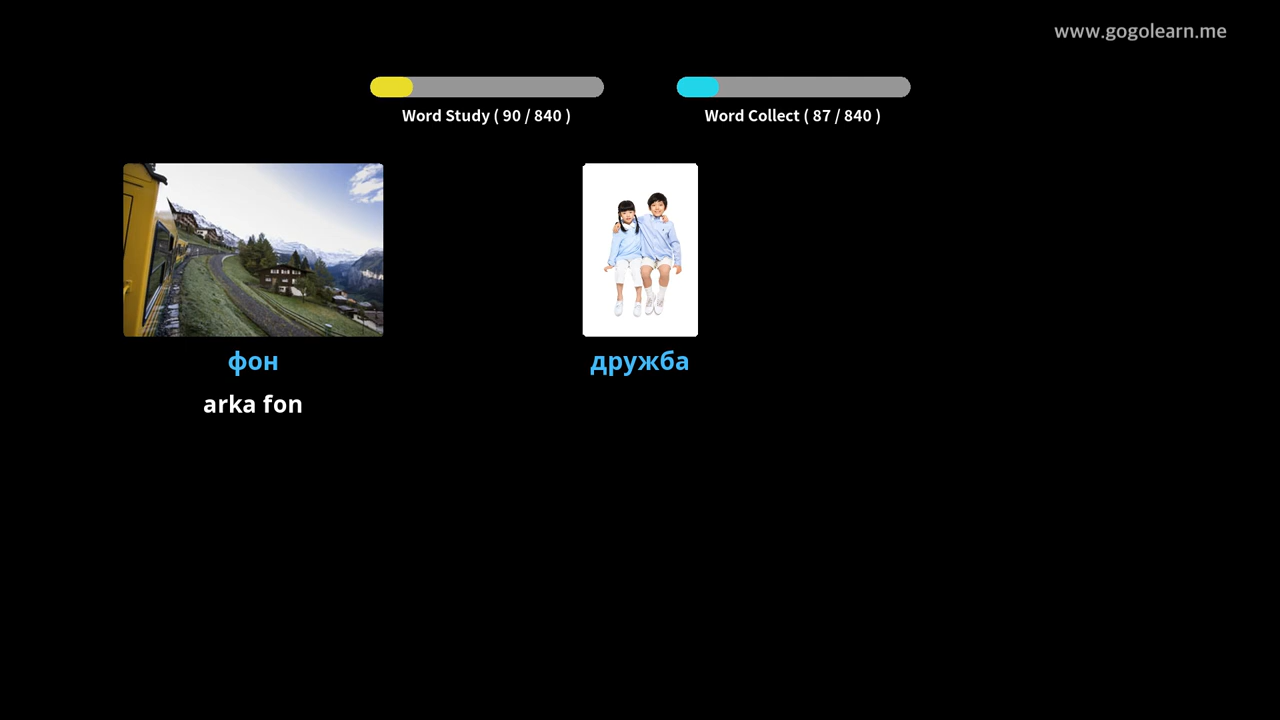 www.gogolearn.me
Word Study ( 90 / 840 )
Word Collect ( 87 / 840 )
фон
дружба
arka fon